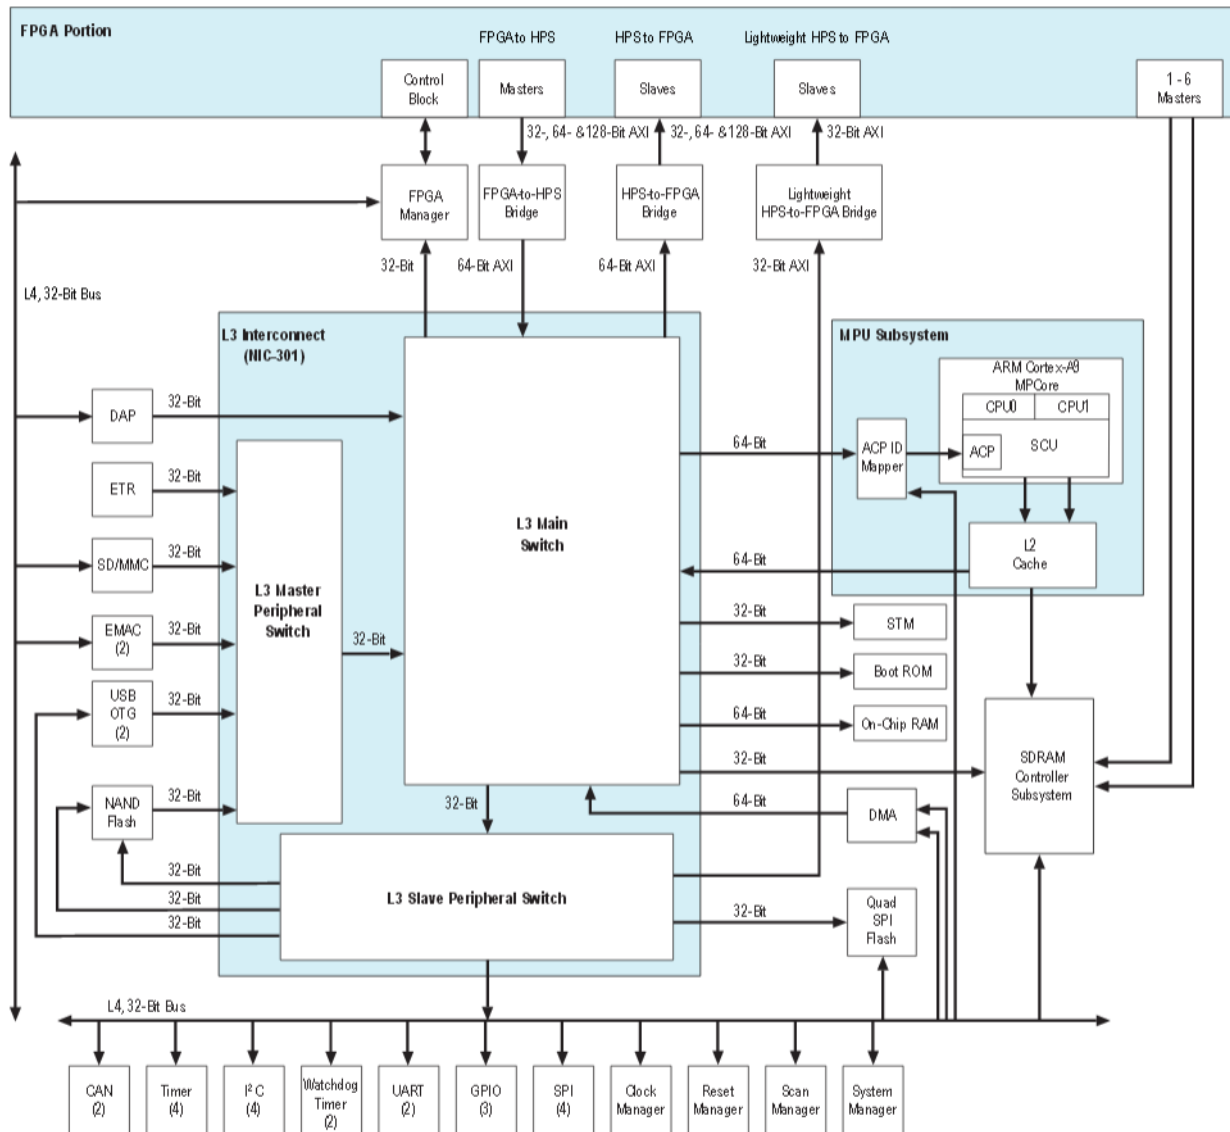 FPGA Portion
FPGA to HPS
HPS to FPGA
Lightweight HPS to FPGA
Control
Block
Masters
Slaves
Slaves
1 - 6
Masters
32-, 64- &128-Bit AXI
32-, 64- &128-Bit AXI
32-Bit AXI
FPGA
Manager
FPGA-to-HPS
Bridge
HPS-to-FPGA
Bridge
Lightweight
HPS-to-FPGA Bridge
32-Bit
64-Bit AXI
64-Bit AXI
32-Bit AXI
L4, 32-Bit Bus
L3 Interconnect
(NIC-301)
MPU Subsystem
ARM Cortex-A9
MPCore
CPU0
CPU1
ACP
SCU
ACP ID
Mapper
L2
Cache
DAP
32-Bit
ETR
32-Bit
SD/MMC
32-Bit
EMAC
(2)
32-Bit
USB
OTG
(2)
32-Bit
NAND
Flash
32-Bit
L3 Master
Peripheral
Switch
32-Bit
L3 Main
Switch
64-Bit
64-Bit
32-Bit
STM
32-Bit
Boot ROM
64-Bit
On-Chip RAM
32-Bit
SDRAM
Controller
Subsystem
64-Bit
DMA
32-Bit
32-Bit
32-Bit
32-Bit
L3 Slave Peripheral Switch
32-Bit
Quad
SPI
Flash
L4, 32-Bit Bus
CAN
(2)
Timer
(4)
I²C
(4)
Watchdog
Timer
(2)
UART
(2)
GPIO
(3)
SPI
(4)
Clock
Manager
Reset
Manager
Scan
Manager
System
Manager